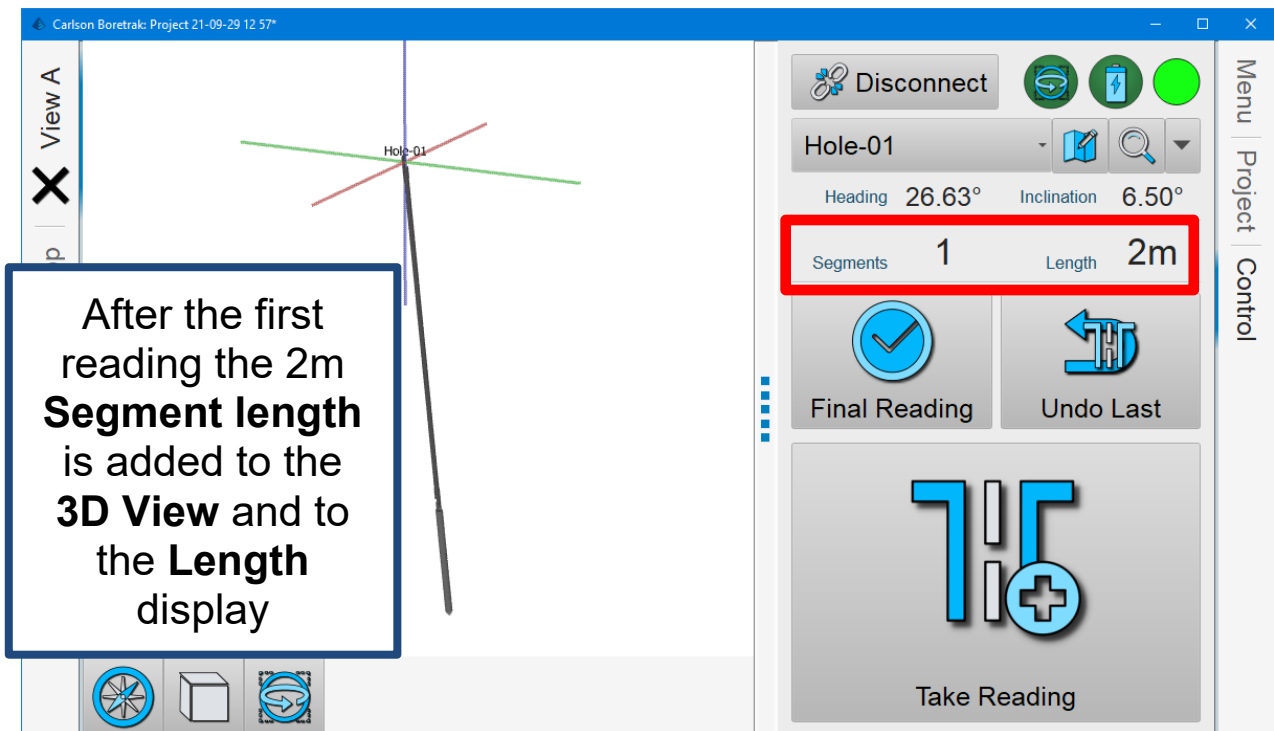 Carlson Boretrak: Project 21-09-29 12 57*
View A
Disconnect
Hole-01
Hole-01
Heading 26.63° Inclination 6.50°
Segments 1 Length 2m
Final Reading
Undo Last
Take Reading
Menu
Project
Control
After the first
reading the 2m
Segment length
is added to the
3D View and to
the Length
display